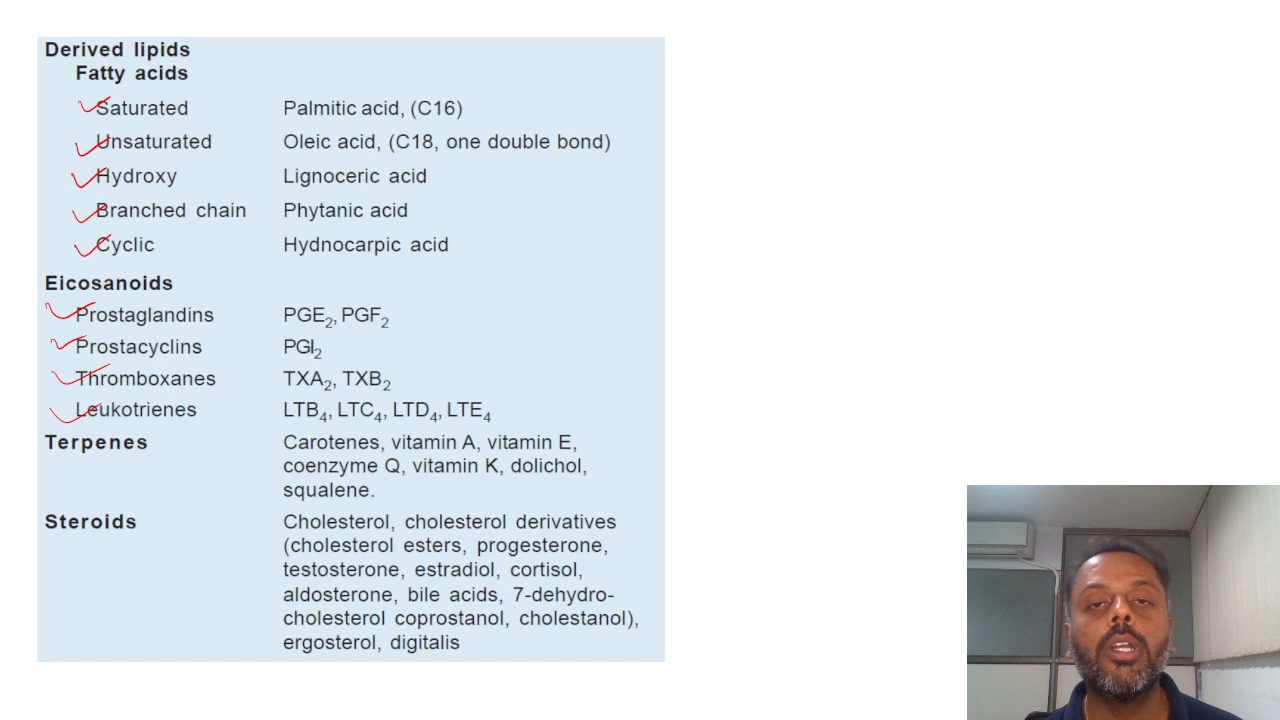 Derived lipids
Fatty acids
Saturated Palmitic acid, (C16)
Unsaturated Oleic acid, (C18, one double bond)
Hydroxy Lignoceric acid
Branched chain Phytanic acid
Cyclic Hydnocarpic acid
Eicosanoids
Prostaglandins PGE2, PGF2
Prostacyclins PGI2
Thromboxanes TXA2, TXB2
Leukotrienes LTB4, LTC4, LTD4, LTE4
Terpenes Carotenes, vitamin A, vitamin E,
coenzyme Q, vitamin K, dolichol,
squalene.
Steroids Cholesterol, cholesterol derivatives
(cholesterol esters, progesterone,
testosterone, estradiol, cortisol,
aldosterone, bile acids, 7-dehydro-
cholesterol coprostanol, cholestanol),
ergosterol, digitalis